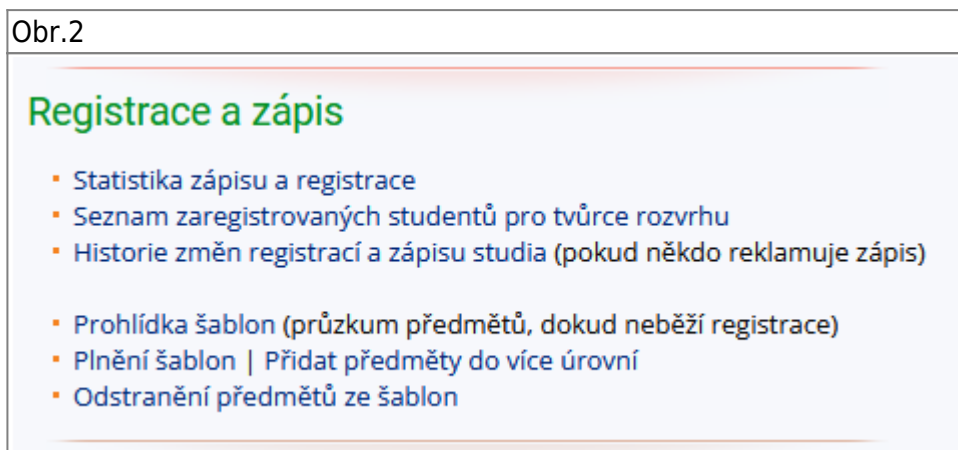 Obr.2
Registrace a zápis
Statistika zápisu a registrace
Seznam zaregistrovaných studentů pro tvůrce rozvrhu
Historie změn registrací a zápisu studia (pokud někdo reklamuje zápis)
Prohlídka šablon (průzkum předmětů, dokud neběží registrace)
Plnění šablon | Přidat předměty do více úrovní
Odstranění předmětů ze šablon